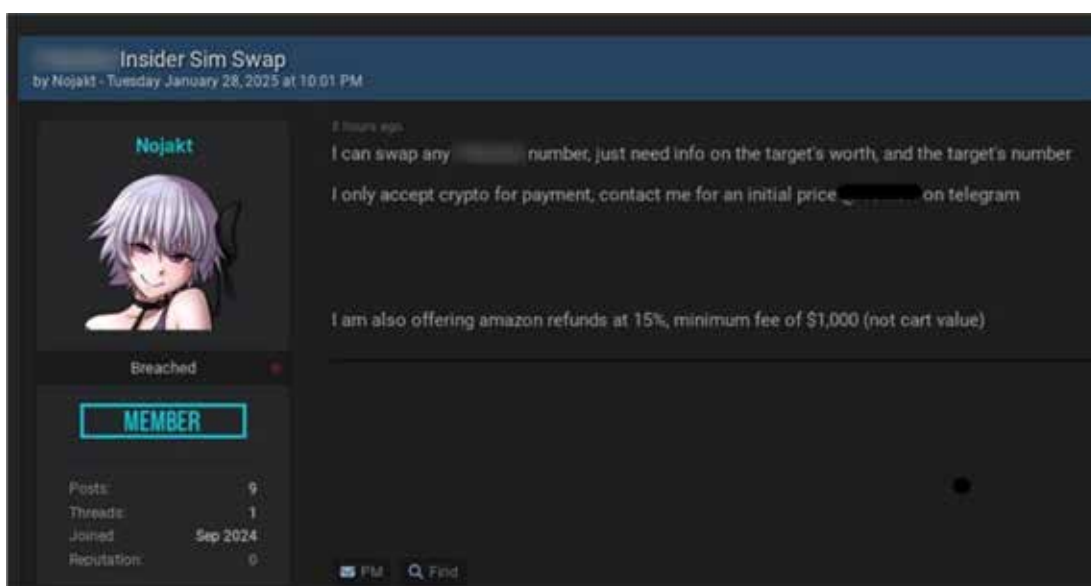 Insider Sim Swap
by Nojakt - Tuesday January 28, 2025 at 10:01 PM
Nojakt
8 hours ago
I can swap any number, just need info on the target's worth, and the target's number
I only accept crypto for payment, contact me for an initial price on telegram
I am also offering amazon refunds at 15%, minimum fee of $1,000 (not cart value)
Breached
MEMBER
Posts: 9
Threads: 1
Joined Sep 2024
Reputation: 0
PM Find